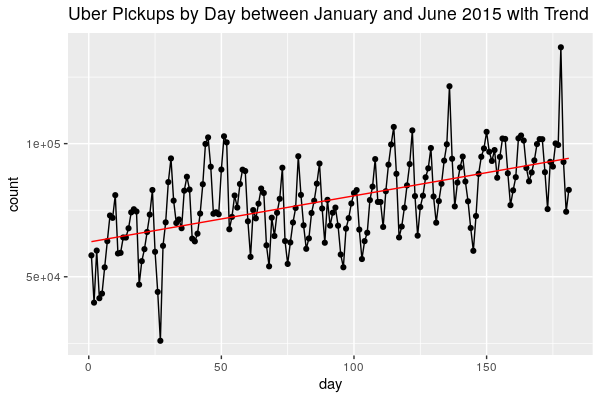 Uber Pickups by Day between January and June 2015 with Trend
count
1e+05
5e+04
0
50
100
150
day